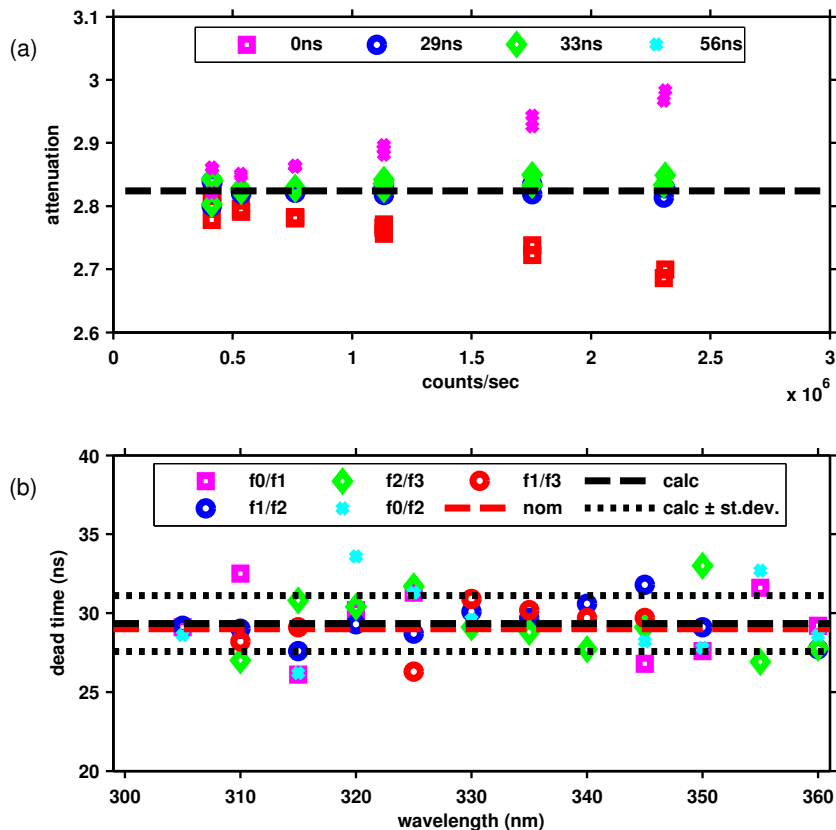 (a)
3.1
3
2.9
2.8
2.7
2.6
attenuation
0ns 29ns 33ns 56ns
0 0.5 1 1.5 2 2.5 3
counts/sec
x 10⁶
(b)
40
35
30
25
20
dead time (ns)
f0/f1 f2/f3 f1/f3 calc
f1/f2 f0/f2 nom calc ± st.dev.
300 310 320 330 340 350 360
wavelength (nm)